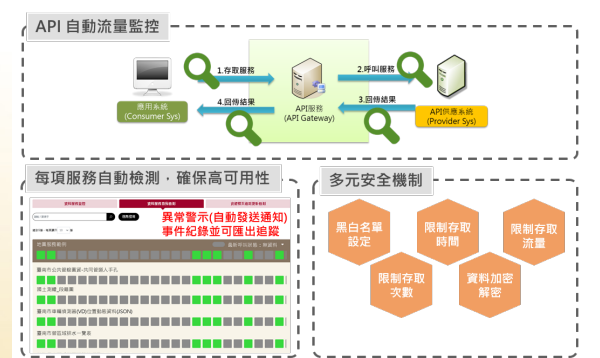 API 自動流量監控
1.存取服務
2.呼叫服務
4.回傳結果
3.回傳結果
應用系統
(Consumer Sys)
API服務
(API Gateway)
API供應系統
(Provider Sys)
每項服務自動檢測，確保高可用性
異常警示(自動發送通知)
事件紀錄並可匯出追蹤
多元安全機制
黑白名單
設定
限制存取
時間
限制存取
流量
限制存取
次數
資料加密
解密